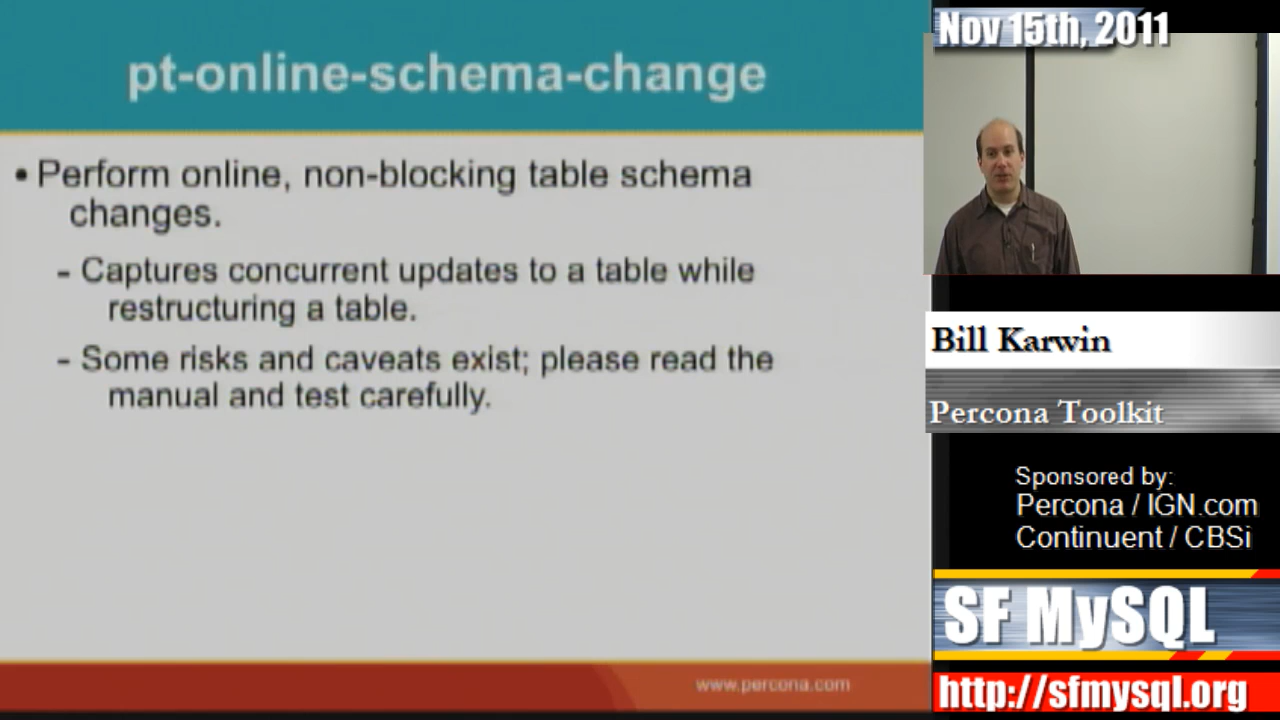 pt-online-schema-change
• Perform online, non-blocking table schema
changes.
- Captures concurrent updates to a table while
restructuring a table.
- Some risks and caveats exist; please read the
manual and test carefully.
www.percona.com
Nov 15th, 2011
Bill Karwin
Percona Toolkit
Sponsored by:
Percona / IGN.com
Continuent / CBSi
SF MySQL
http://sfmysql.org